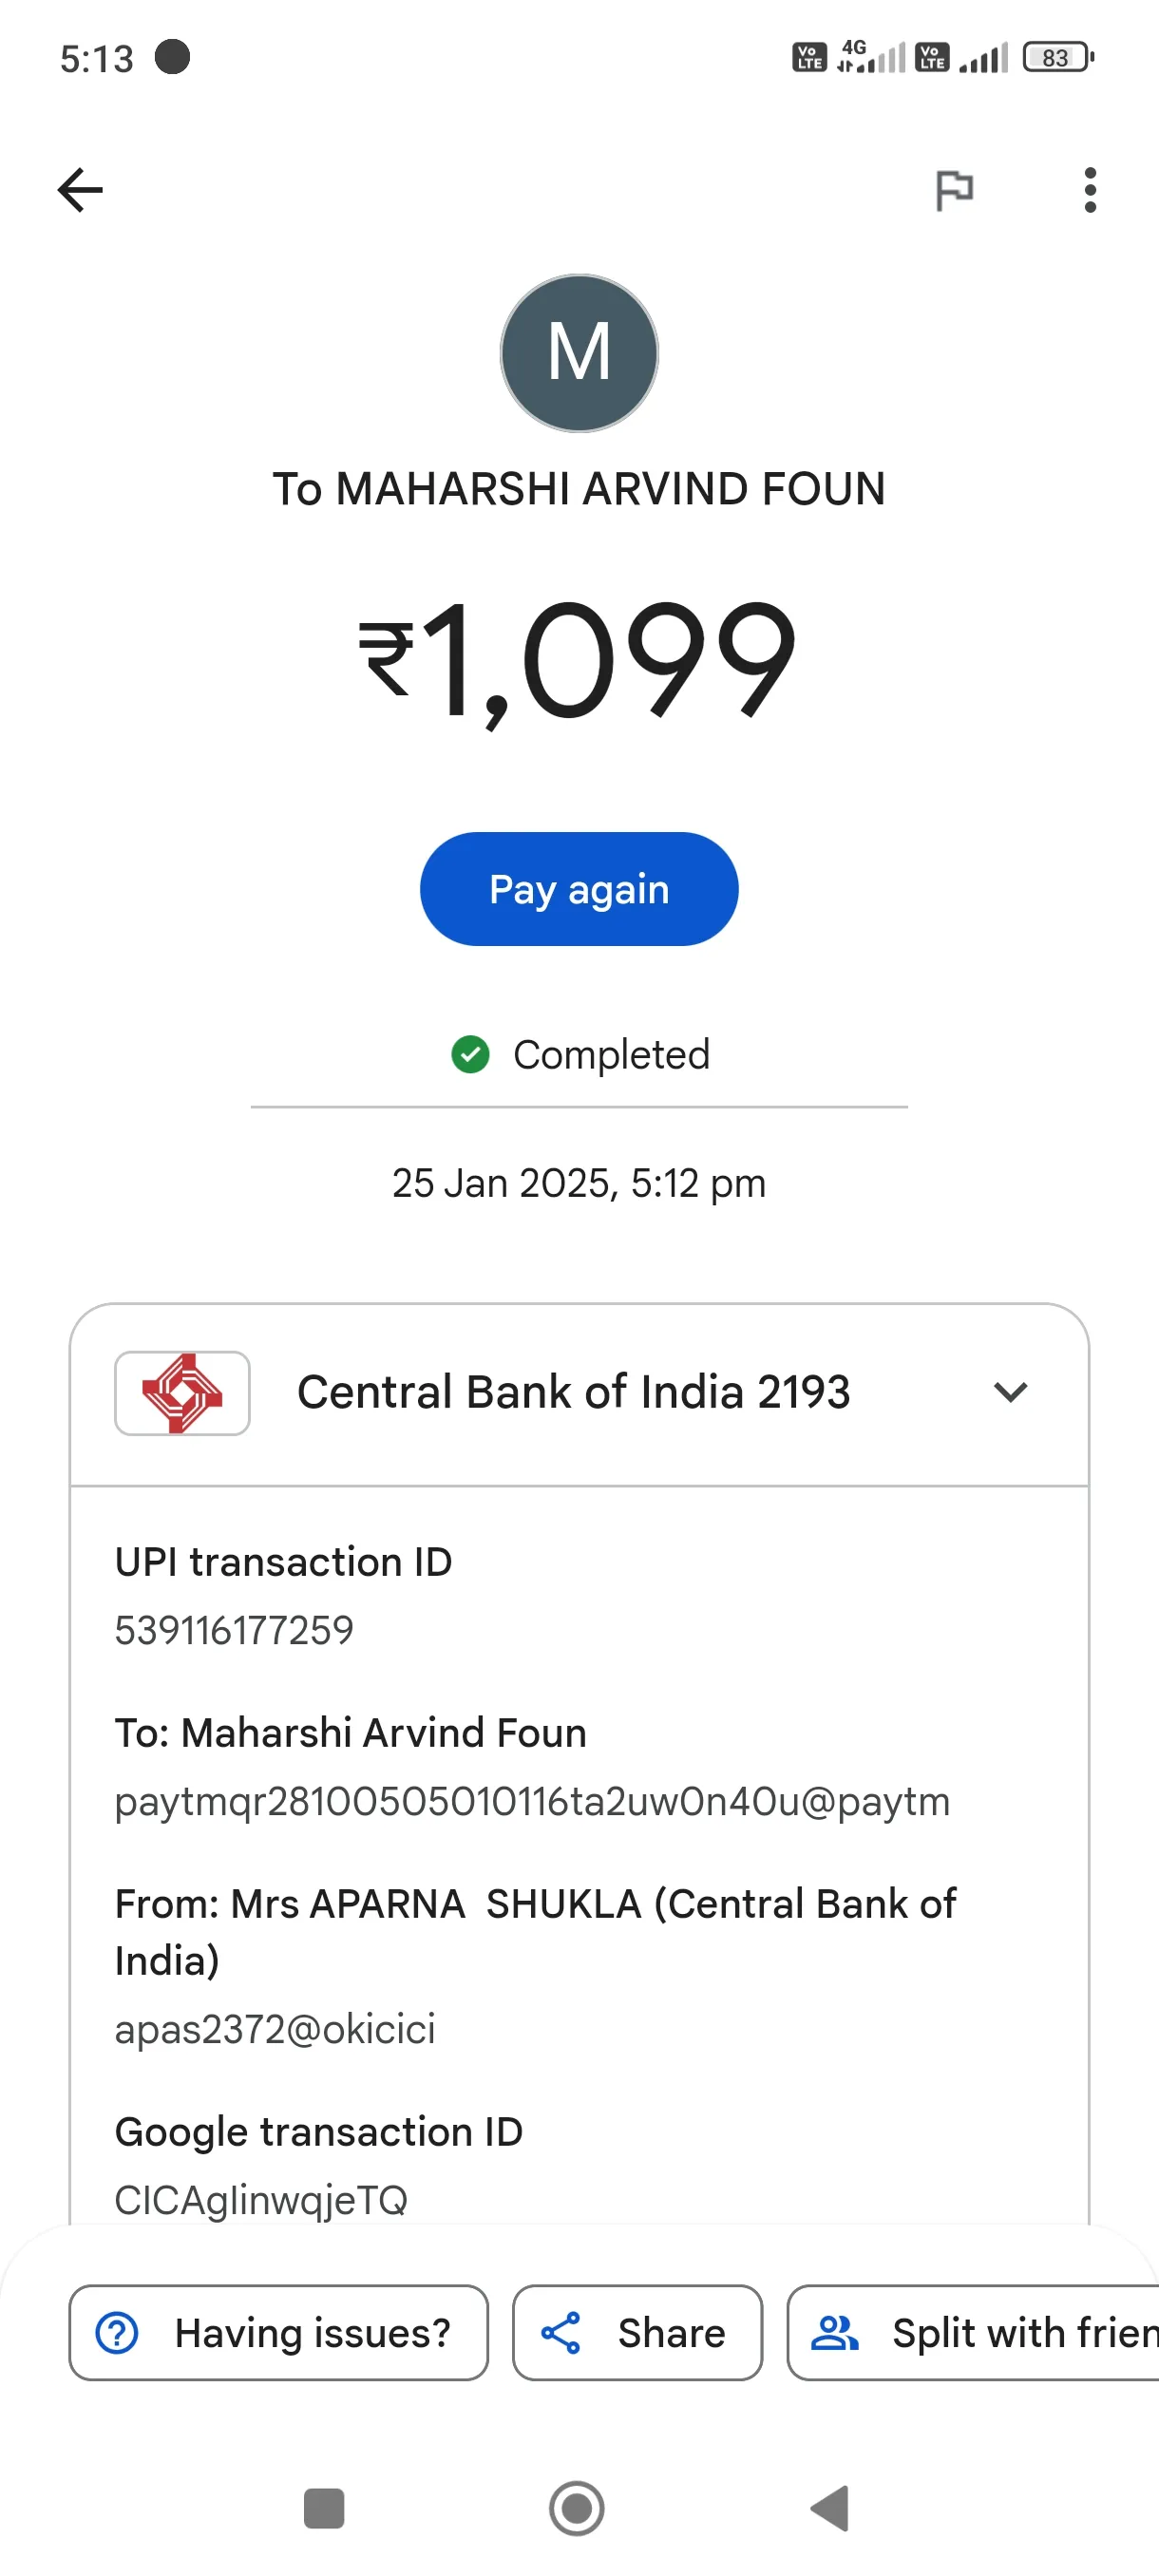 5:13
Vo LTE 4G Vo LTE 83
M
To MAHARSHI ARVIND FOUN
₹1,099
Pay again
Completed
25 Jan 2025, 5:12 pm
Central Bank of India 2193
UPI transaction ID
539116177259
To: Maharshi Arvind Foun
paytmqr28100505010116ta2uw0n40u@paytm
From: Mrs APARNA  SHUKLA (Central Bank of
India)
apas2372@okicici
Google transaction ID
CICAgIinwqjeTQ
Having issues?
Share
Split with frien